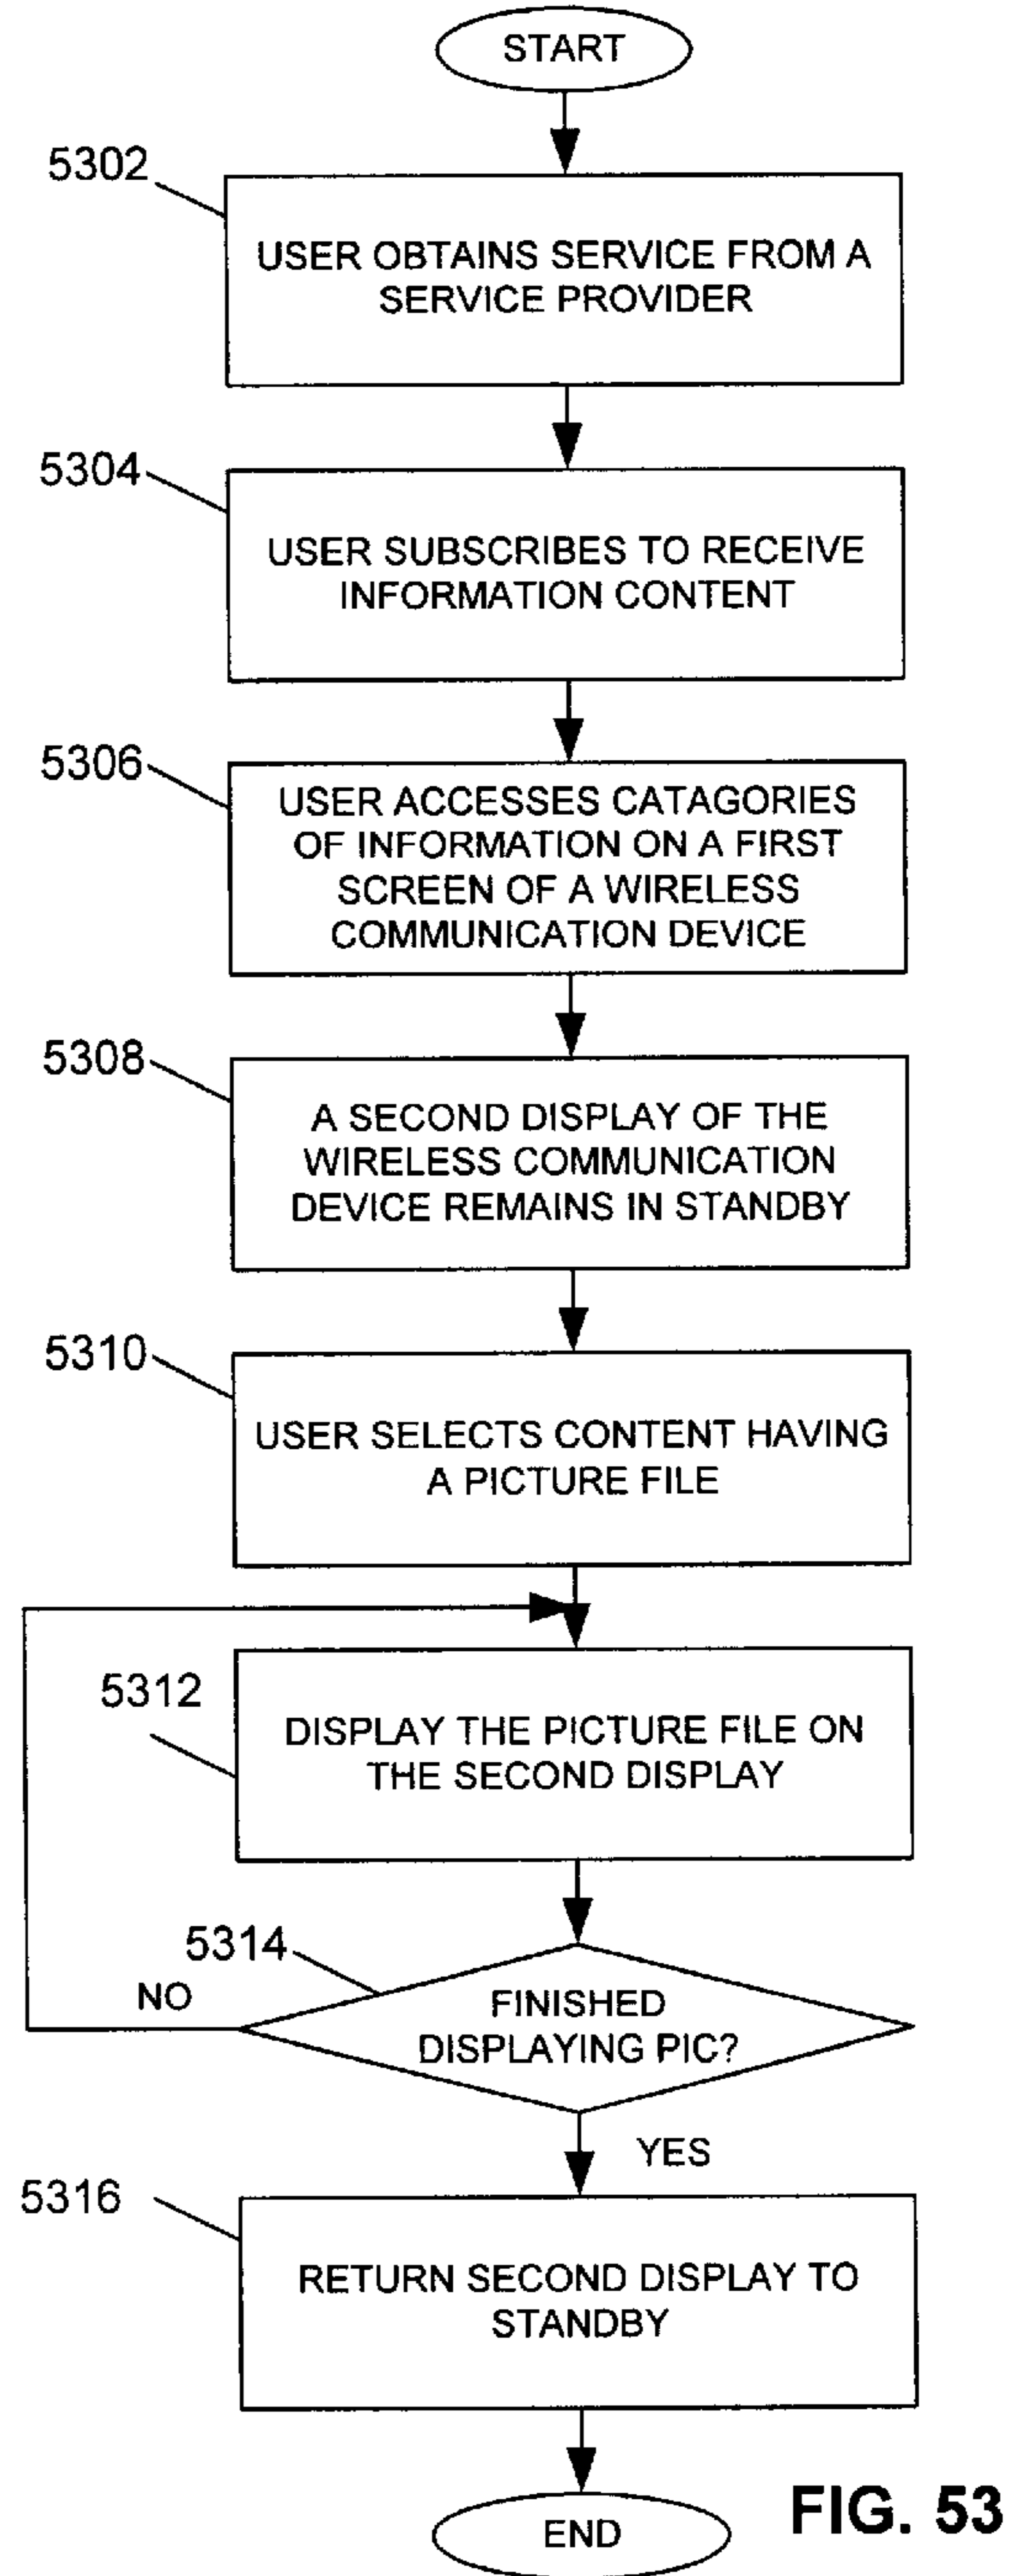 START
5302
USER OBTAINS SERVICE FROM A
SERVICE PROVIDER
5304
USER SUBSCRIBES TO RECEIVE
INFORMATION CONTENT
5306
USER ACCESSES CATAGORIES
OF INFORMATION ON A FIRST
SCREEN OF A WIRELESS
COMMUNICATION DEVICE
5308
A SECOND DISPLAY OF THE
WIRELESS COMMUNICATION
DEVICE REMAINS IN STANDBY
5310
USER SELECTS CONTENT HAVING
A PICTURE FILE
5312
DISPLAY THE PICTURE FILE ON
THE SECOND DISPLAY
5314
NO
FINISHED
DISPLAYING PIC?
YES
5316
RETURN SECOND DISPLAY TO
STANDBY
END
FIG. 53